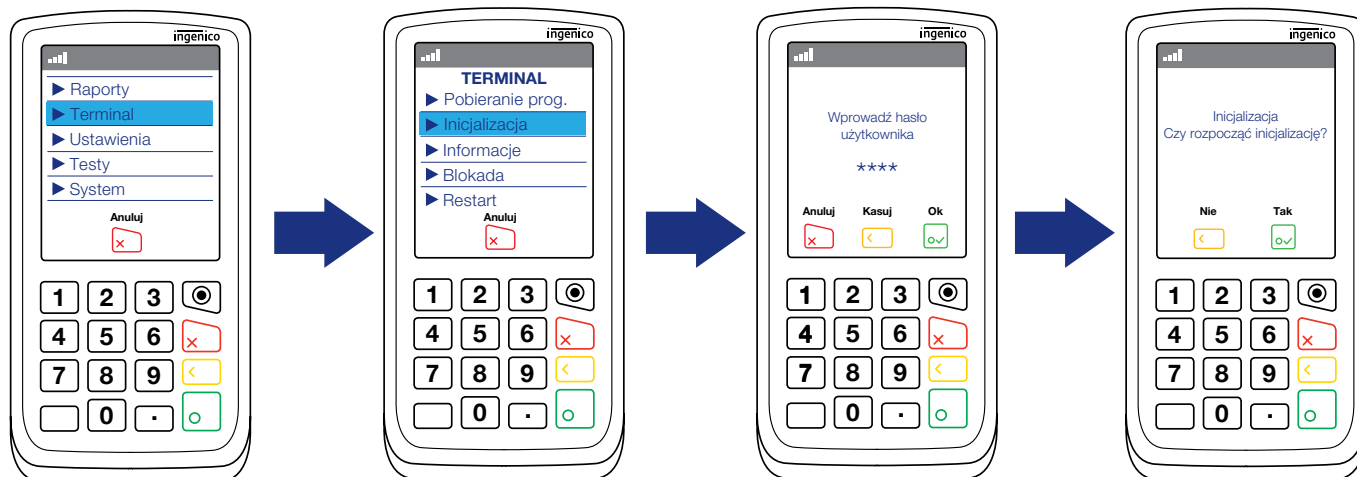 ingenico
Raporty
Terminal
Ustawienia
Testy
System
Anuluj
1 2 3
4 5 6
7 8 9
0 .
ingenico
TERMINAL
Pobieranie prog.
Inicjalizacja
Informacje
Blokada
Restart
Anuluj
1 2 3
4 5 6
7 8 9
0 .
ingenico
Wprowadź hasło
użytkownika
****
Anuluj Kasuj Ok
1 2 3
4 5 6
7 8 9
0 .
ingenico
Inicjalizacja
Czy rozpocząć inicjalizację?
Nie Tak
1 2 3
4 5 6
7 8 9
0 .